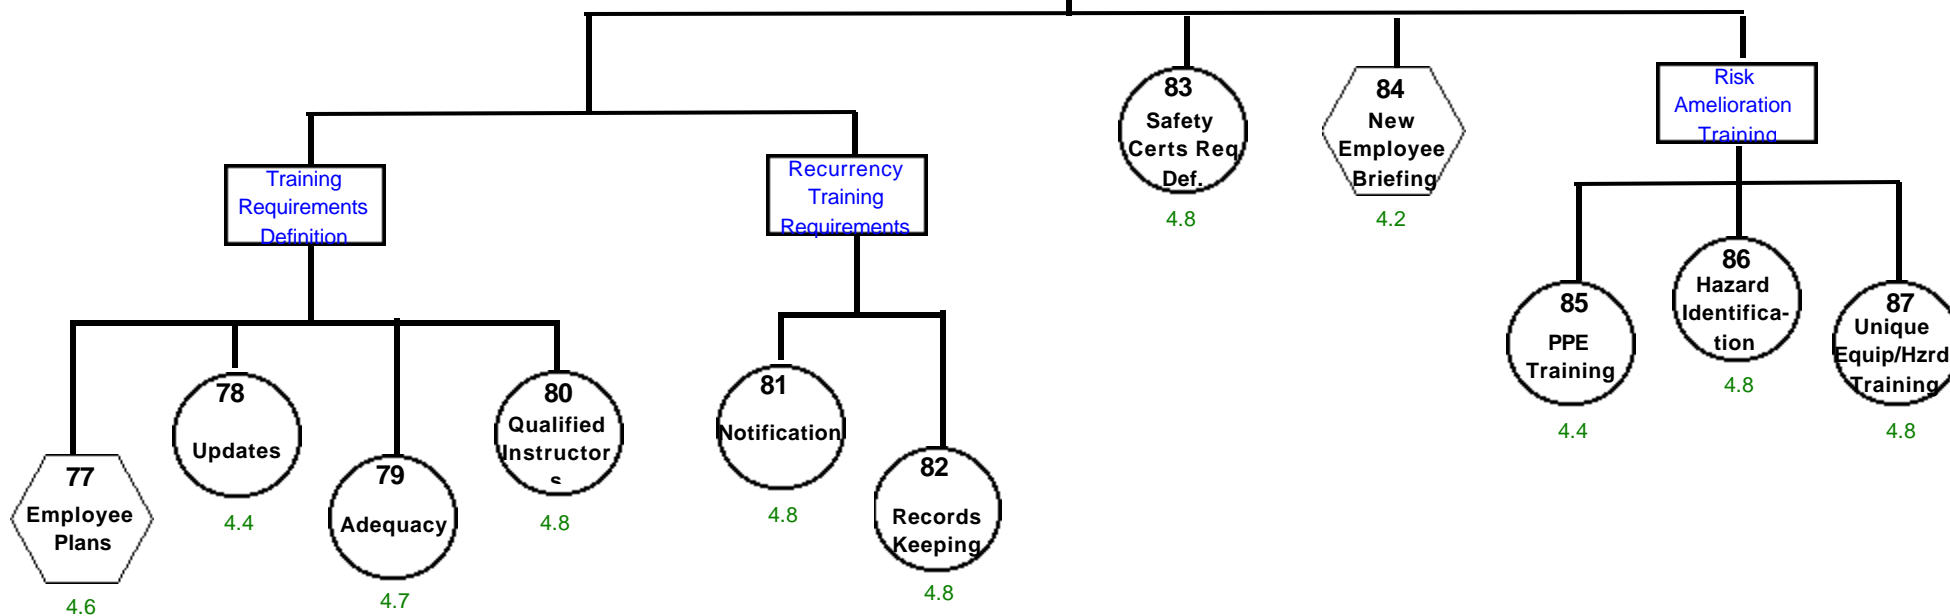 83
Safety
Certs Req
Def.
4.8
84
New
Employee
Briefing
4.2
Risk
Amelioration
Training
Training
Requirements
Definition
Recurrency
Training
Requirements
85
PPE
Training
4.4
86
Hazard
Identifica-
tion
4.8
87
Unique
Equip/Hzrd
Training
4.8
77
Employee
Plans
4.6
78
Updates
4.4
79
Adequacy
4.7
80
Qualified
Instructor
s
4.8
81
Notification
4.8
82
Records
Keeping
4.8